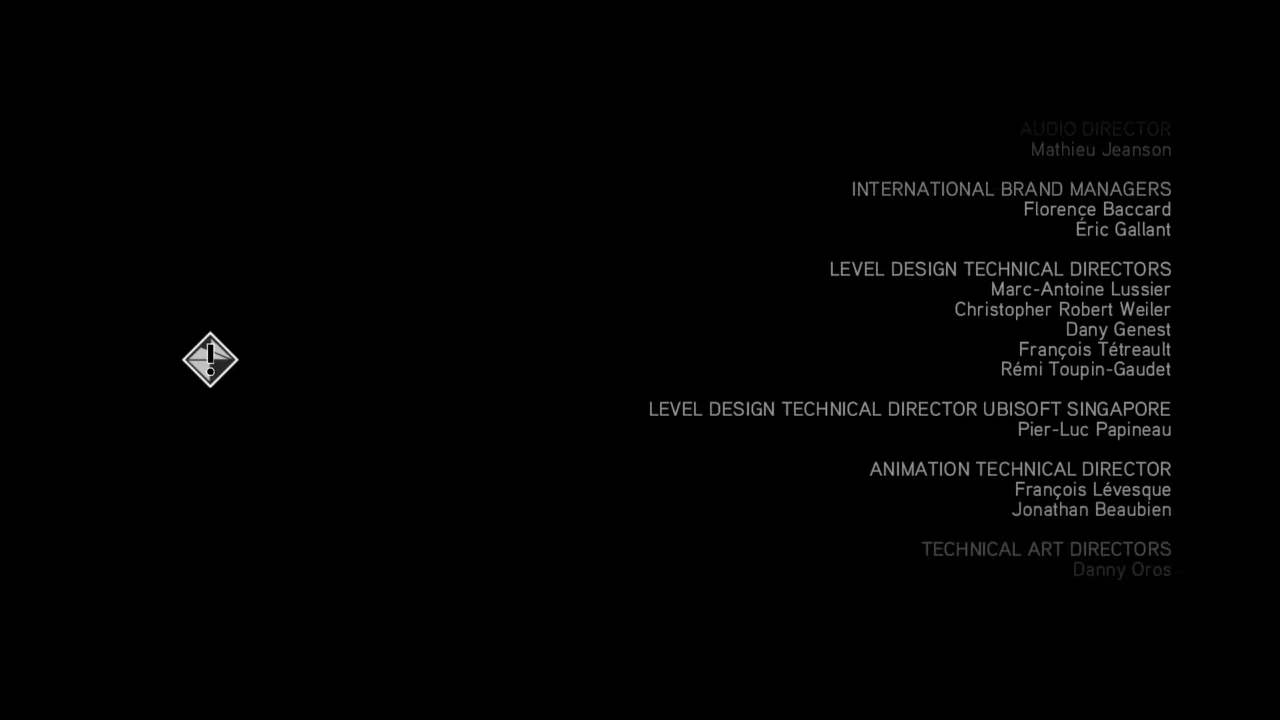 AUDIO DIRECTOR
Mathieu Jeanson
INTERNATIONAL BRAND MANAGERS
Florence Baccard
Éric Gallant
LEVEL DESIGN TECHNICAL DIRECTORS
Marc-Antoine Lussier
Christopher Robert Weiler
Dany Genest
François Tétreault
Rémi Toupin-Gaudet
LEVEL DESIGN TECHNICAL DIRECTOR UBISOFT SINGAPORE
Pier-Luc Papineau
ANIMATION TECHNICAL DIRECTOR
François Lévesque
Jonathan Beaubien
TECHNICAL ART DIRECTORS
Danny Oros